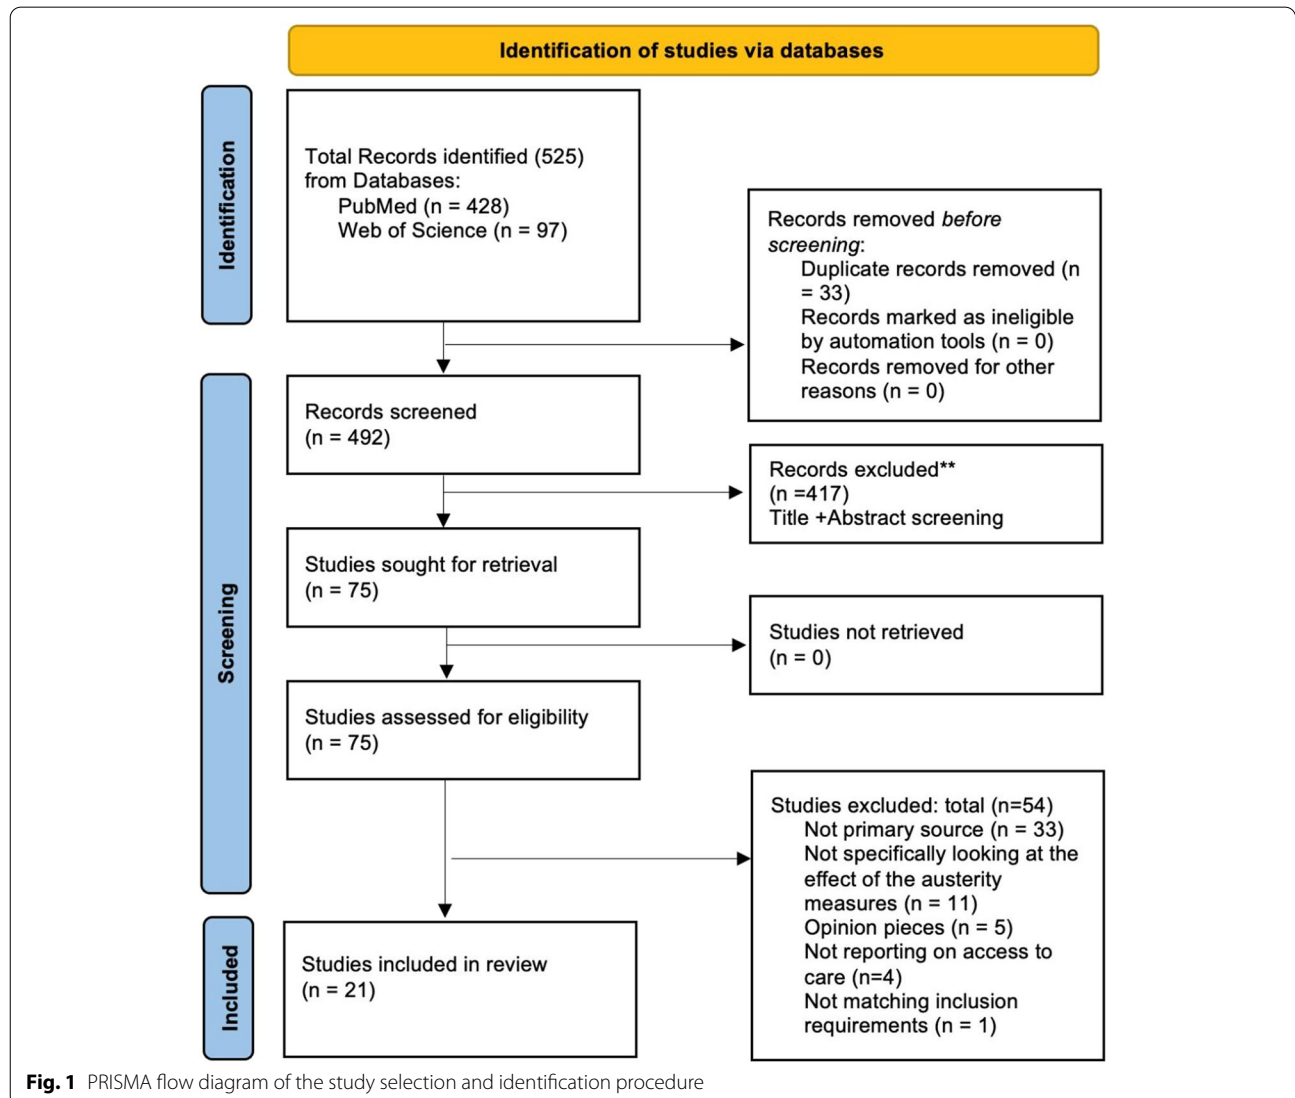 Identification of studies via databases
Identification
Total Records identified (525)
from Databases:
PubMed (n = 428)
Web of Science (n = 97)
Records removed before
screening:
Duplicate records removed (n
= 33)
Records marked as ineligible
by automation tools (n = 0)
Records removed for other
reasons (n = 0)
Screening
Records screened
(n = 492)
Records excluded**
(n =417)
Title +Abstract screening
Studies sought for retrieval
(n = 75)
Studies not retrieved
(n = 0)
Studies assessed for eligibility
(n = 75)
Studies excluded: total (n=54)
Not primary source (n = 33)
Not specifically looking at the
effect of the austerity
measures (n = 11)
Opinion pieces (n = 5)
Not reporting on access to
care (n=4)
Not matching inclusion
requirements (n = 1)
Included
Studies included in review
(n = 21)
Fig. 1 PRISMA flow diagram of the study selection and identification procedure